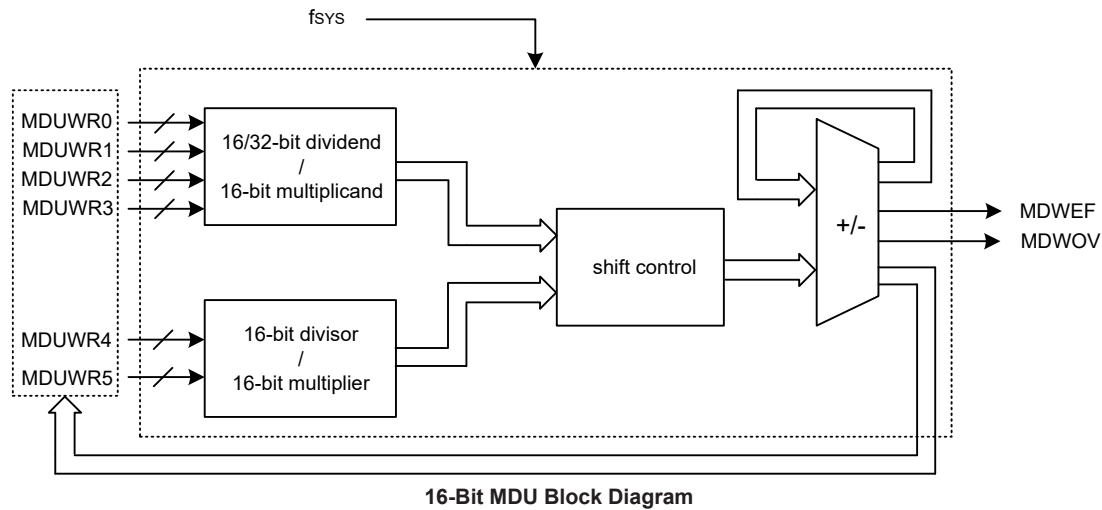 fSYS
MDUWR0
MDUWR1
MDUWR2
MDUWR3
16/32-bit dividend
/
16-bit multiplicand
shift control
+/-
MDWEF
MDWOV
MDUWR4
MDUWR5
16-bit divisor
/
16-bit multiplier
16-Bit MDU Block Diagram